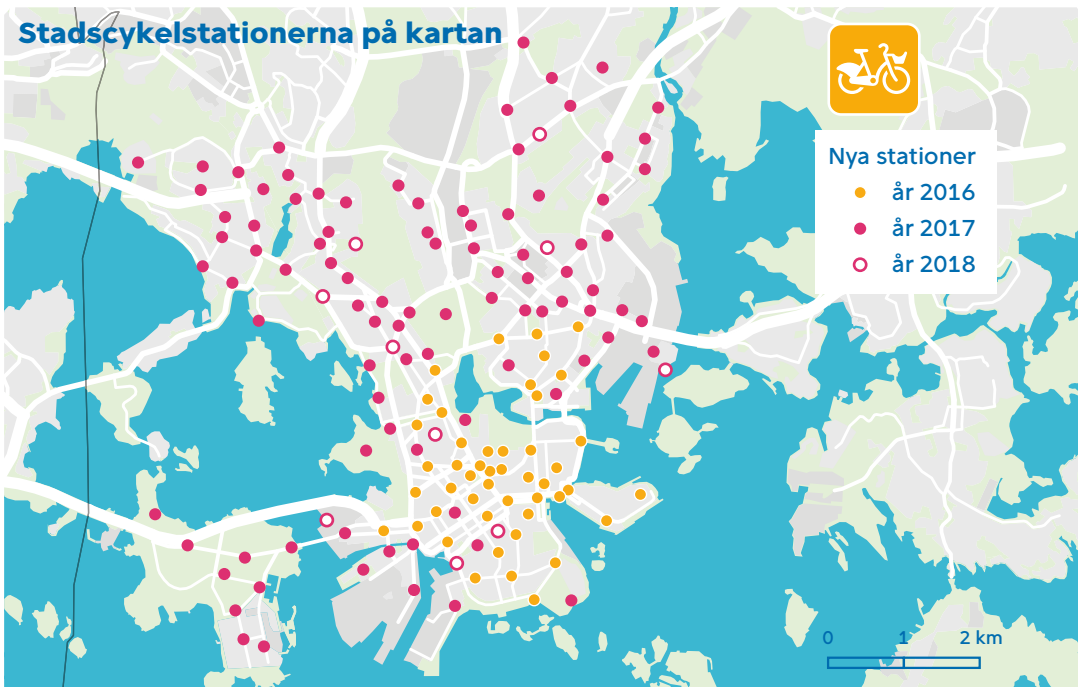 Stadscykelstationerna på kartan
Nya stationer
år 2016
år 2017
år 2018
0 1 2 km